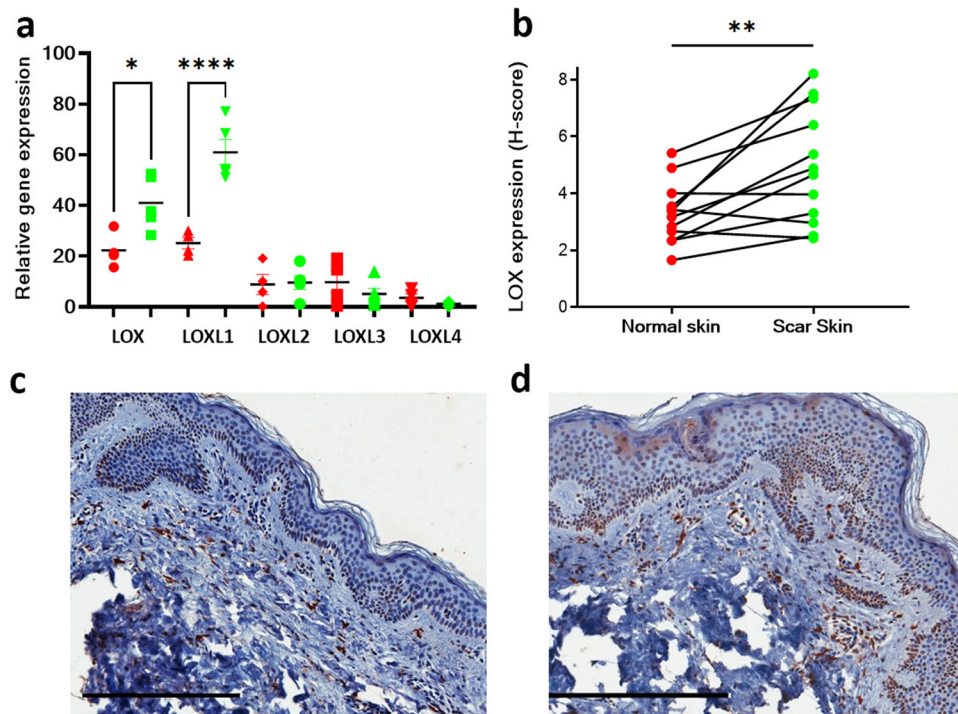 a
Relative gene expression
100
80
60
40
20
0
* ****
LOX LOXL1 LOXL2 LOXL3 LOXL4
b
LOX expression (H-score)
8
6
4
2
0
**
Normal skin Scar Skin
c
d